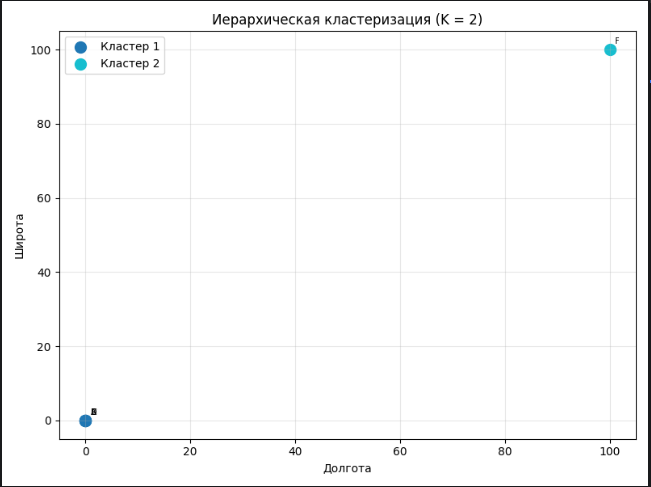 Иерархическая кластеризация (K = 2)
Кластер 1
Кластер 2
F
100
80
60
40
20
0
Широта
0
20
40
60
80
100
Долгота